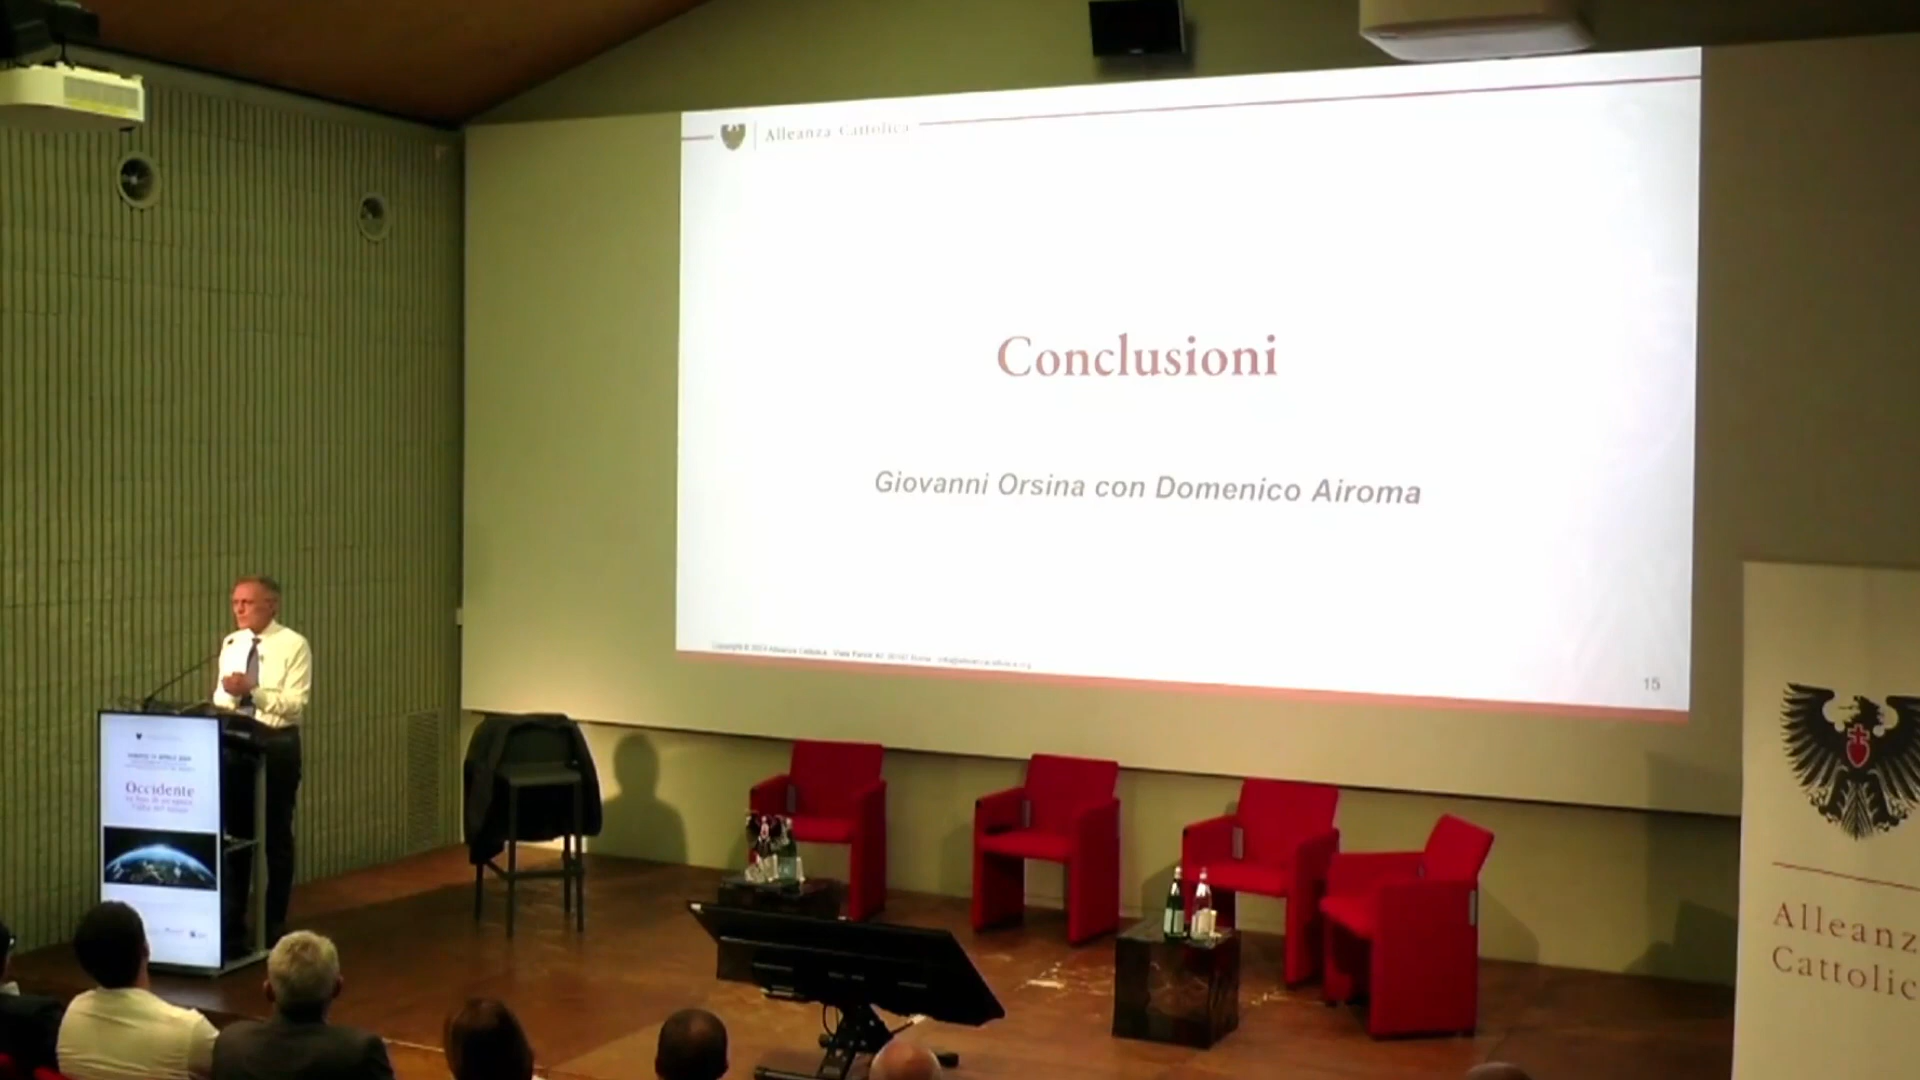 Alleanza Cattolica
Conclusioni
Giovanni Orsina con Domenico Airoma
15
Occidente
Alleanz
Cattolic